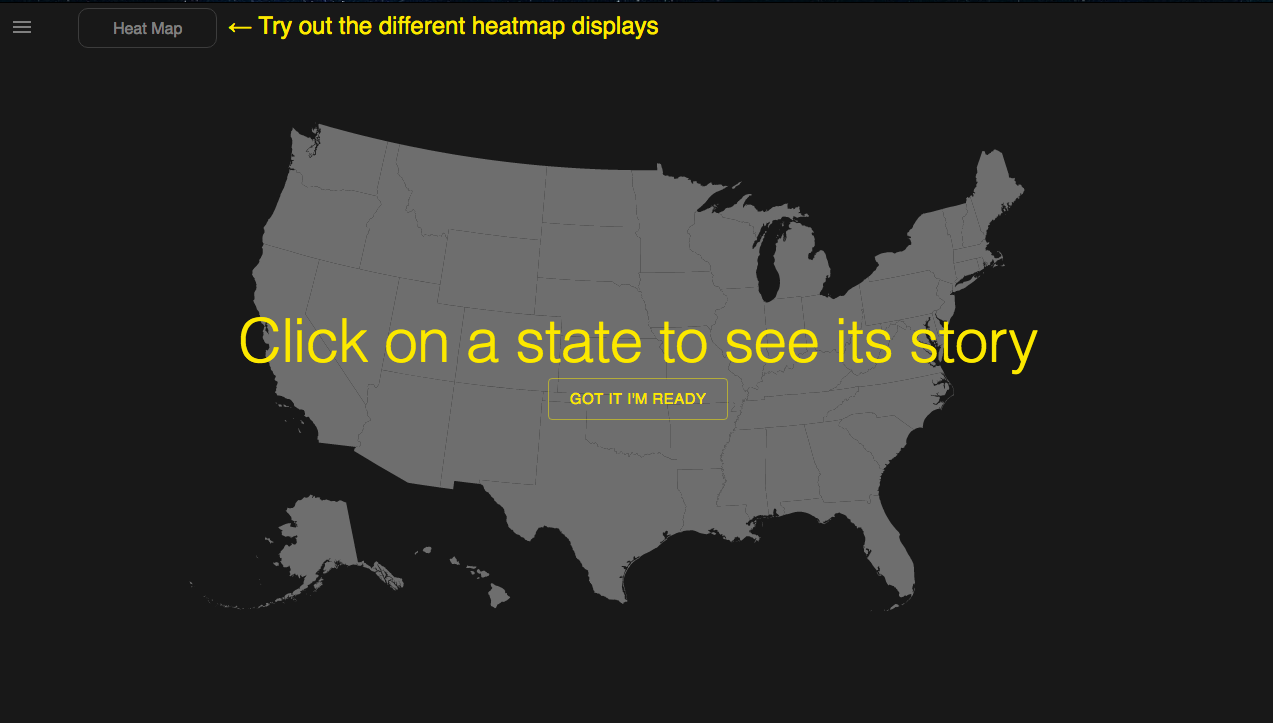 Heat Map
← Try out the different heatmap displays
Click on a state to see its story
GOT IT I'M READY